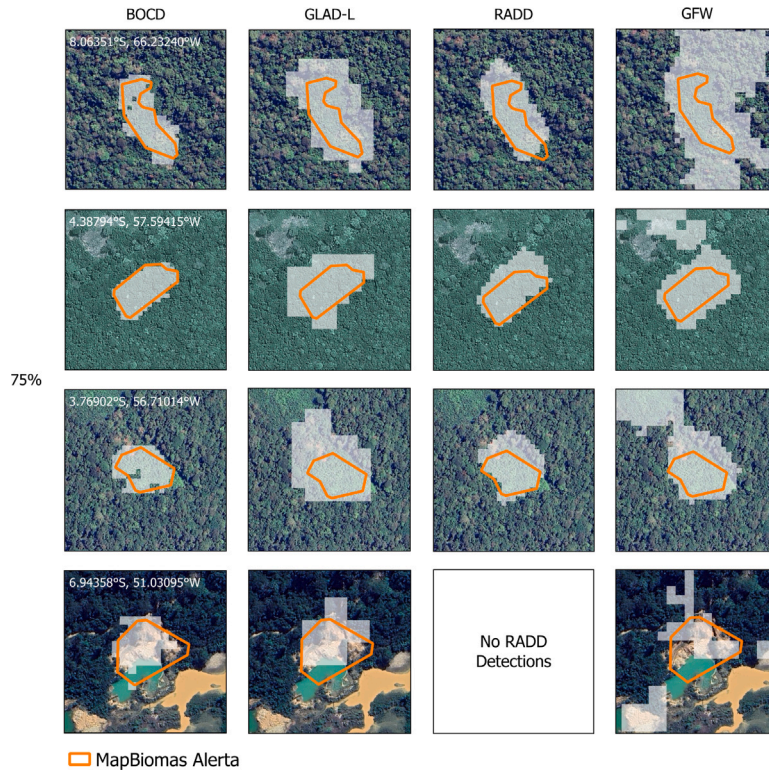 BOCD GLAD-L RADD GFW
8.06351°S, 66.23240°W
4.38794°S, 57.59415°W
75%
3.76902°S, 56.71014°W
6.94358°S, 51.03095°W
No RADD
Detections
MapBiomas Alerta